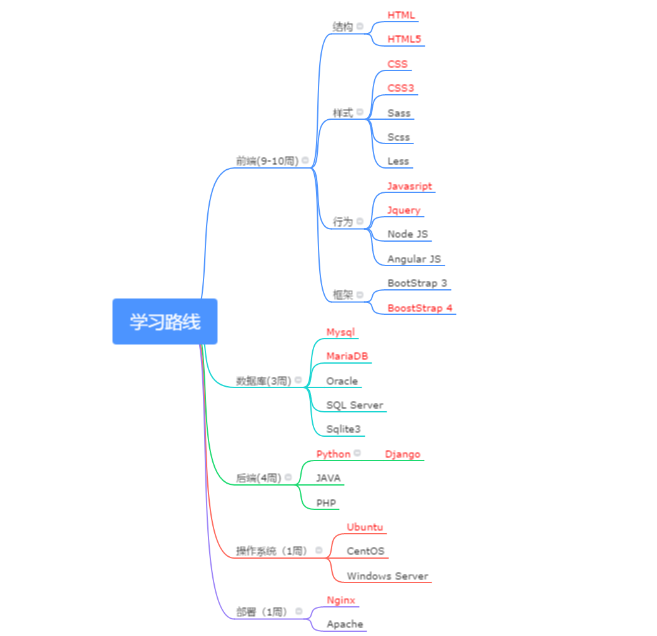 学习路线
前端(9-10周)
结构
HTML
HTML5
样式
CSS
CSS3
Sass
Scss
Less
行为
Javasript
Jquery
Node JS
Angular JS
框架
BootStrap 3
BoostStrap 4
数据库(3周)
Mysql
MariaDB
Oracle
SQL Server
Sqlite3
后端(4周)
Python
Django
JAVA
PHP
操作系统（1周）
Ubuntu
CentOS
Windows Server
部署（1周）
Nginx
Apache